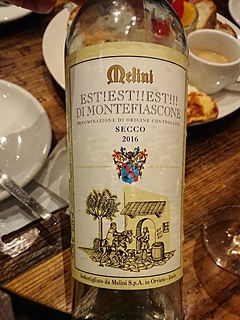 Melini
EST!EST!!EST!!!
DI MONTEFIASCONE
DENOMINAZIONE DI ORIGINE CONTROLLATA
SECCO
2016
Imbottigliato da Melini S.p.A. in Orvieto - Italia